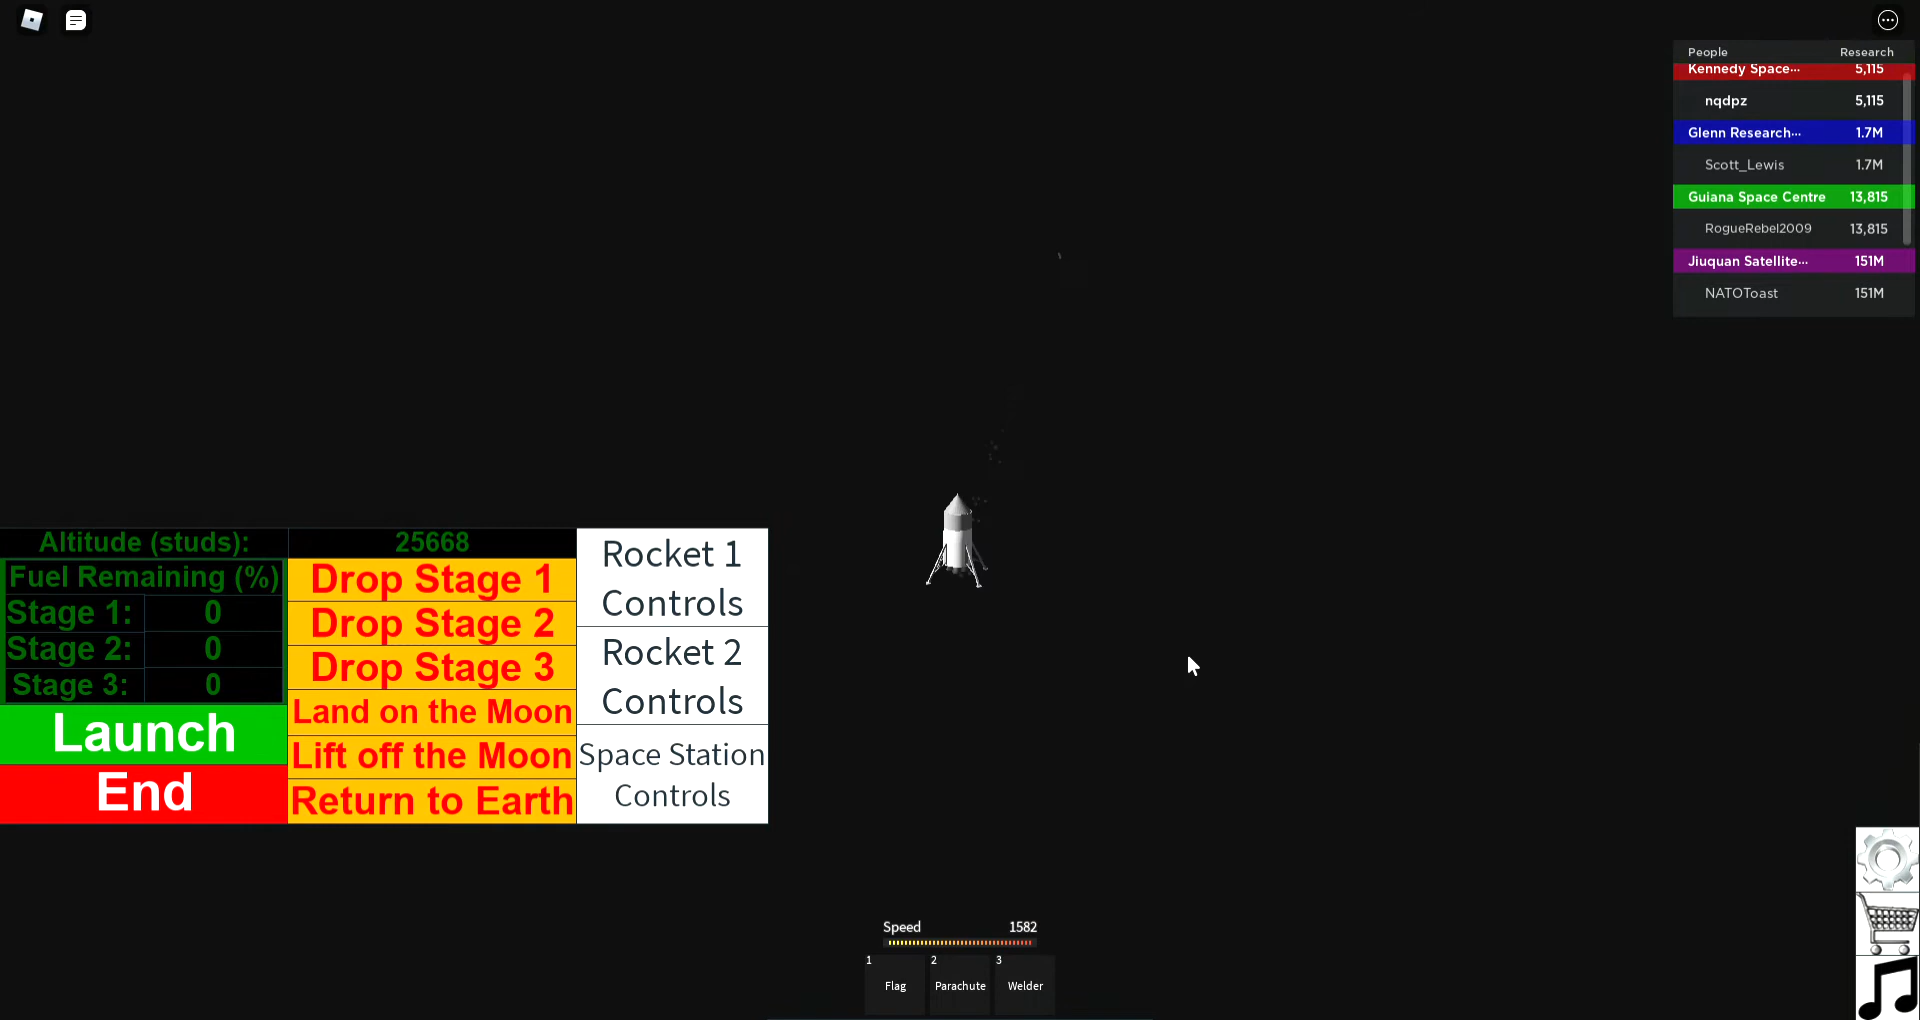 People Research
Kennedy Space... 5,115
nqdpz 5,115
Glenn Research... 1.7M
Scott_Lewis 1.7M
Guiana Space Centre 13,815
RogueRebel2009 13,815
Jiuquan Satellite... 151M
NATOToast 151M
Altitude (studs): 25668
Fuel Remaining (%)
Stage 1: 0
Stage 2: 0
Stage 3: 0
Launch
End
Drop Stage 1
Drop Stage 2
Drop Stage 3
Land on the Moon
Lift off the Moon
Return to Earth
Rocket 1
Controls
Rocket 2
Controls
Space Station
Controls
Speed 1582
1 2 3
Flag Parachute Welder